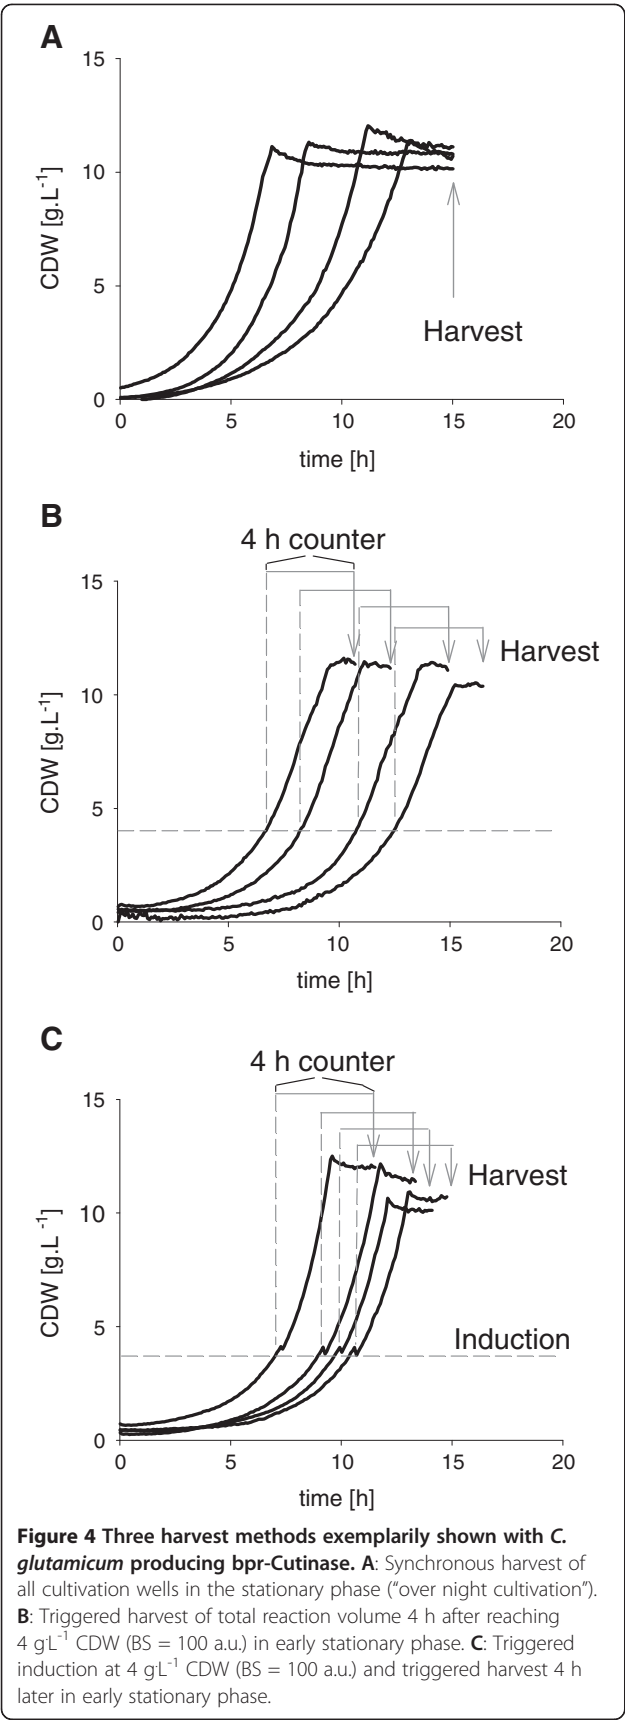 A
15
10
5
0
CDW [g.L-1]
Harvest
0 5 10 15 20
time [h]
B
4 h counter
15
10
5
0
CDW [g.L-1]
Harvest
0 5 10 15 20
time [h]
C
4 h counter
15
10
5
0
CDW [g.L -1]
Harvest
Induction
0 5 10 15 20
time [h]
Figure 4 Three harvest methods exemplarily shown with C.
glutamicum producing bpr-Cutinase. A: Synchronous harvest of
all cultivation wells in the stationary phase (“over night cultivation”).
B: Triggered harvest of total reaction volume 4 h after reaching
4 g·L-1 CDW (BS = 100 a.u.) in early stationary phase. C: Triggered
induction at 4 g·L-1 CDW (BS = 100 a.u.) and triggered harvest 4 h
later in early stationary phase.